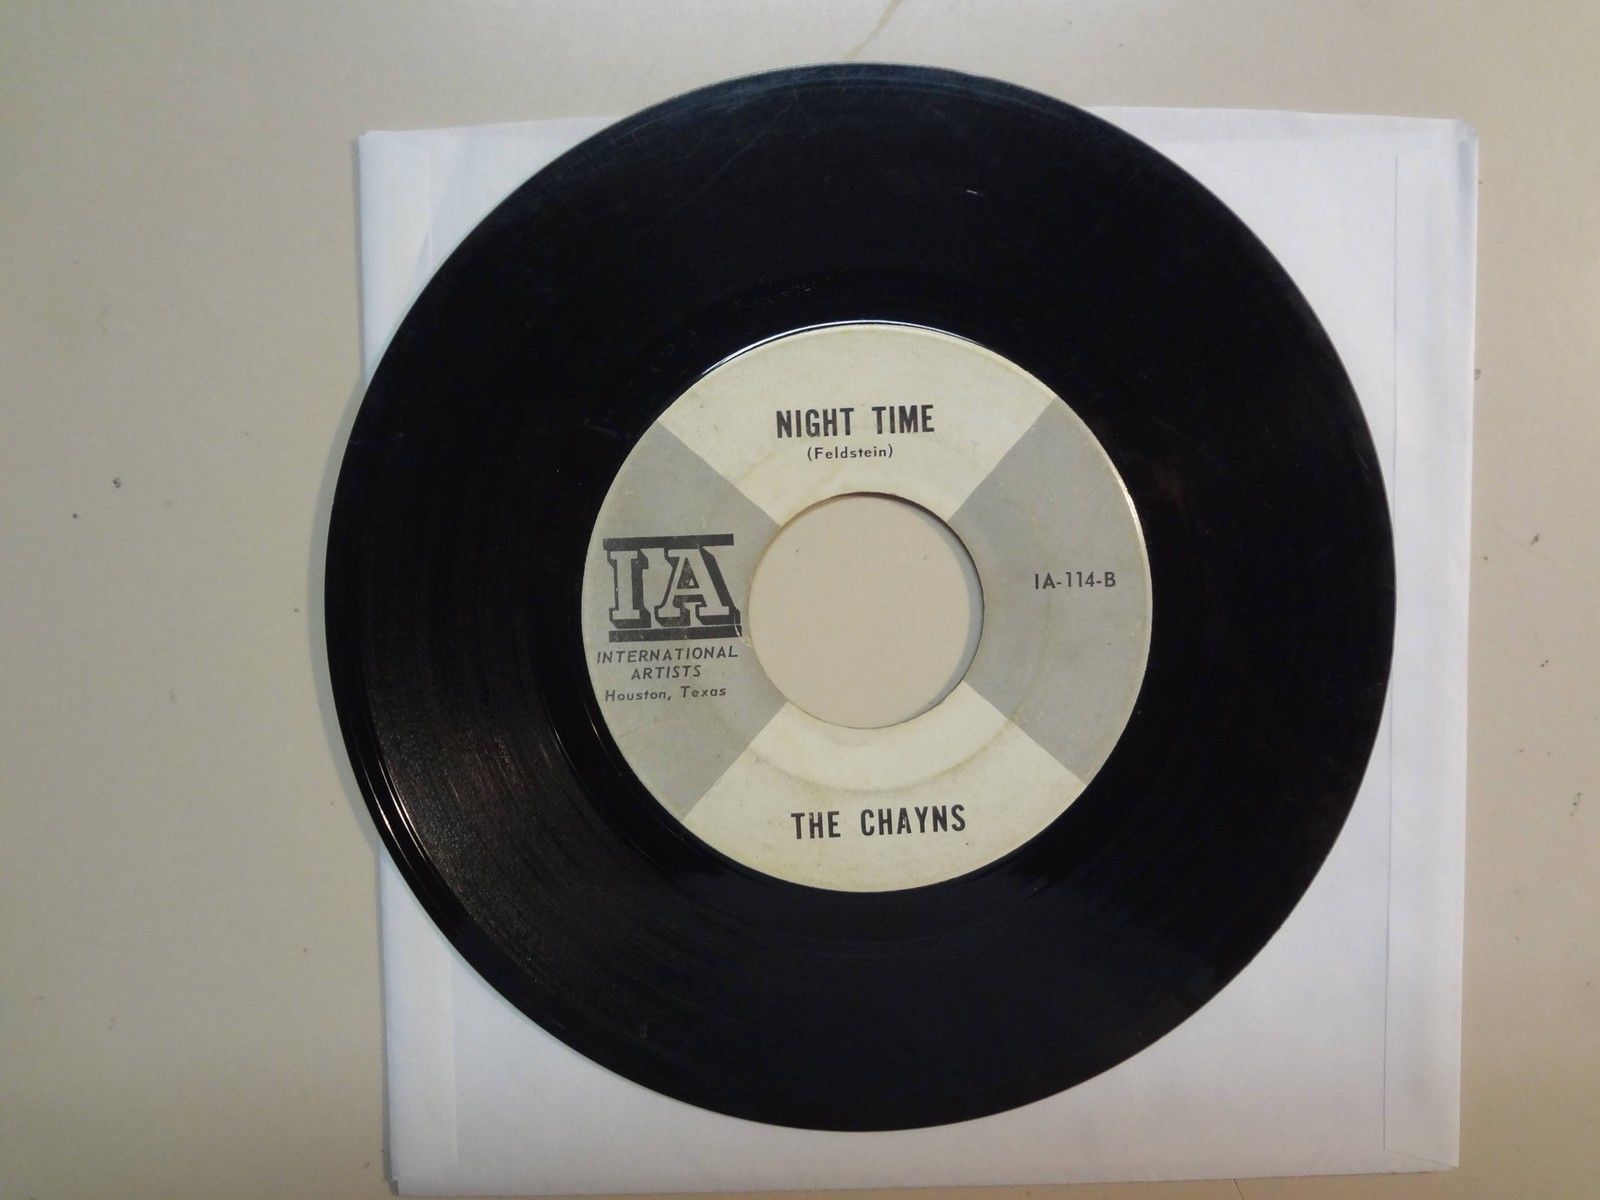 NIGHT TIME
(Feldstein)
IA
INTERNATIONAL
ARTISTS
Houston, Texas
IA-114-B
THE CHAYNS